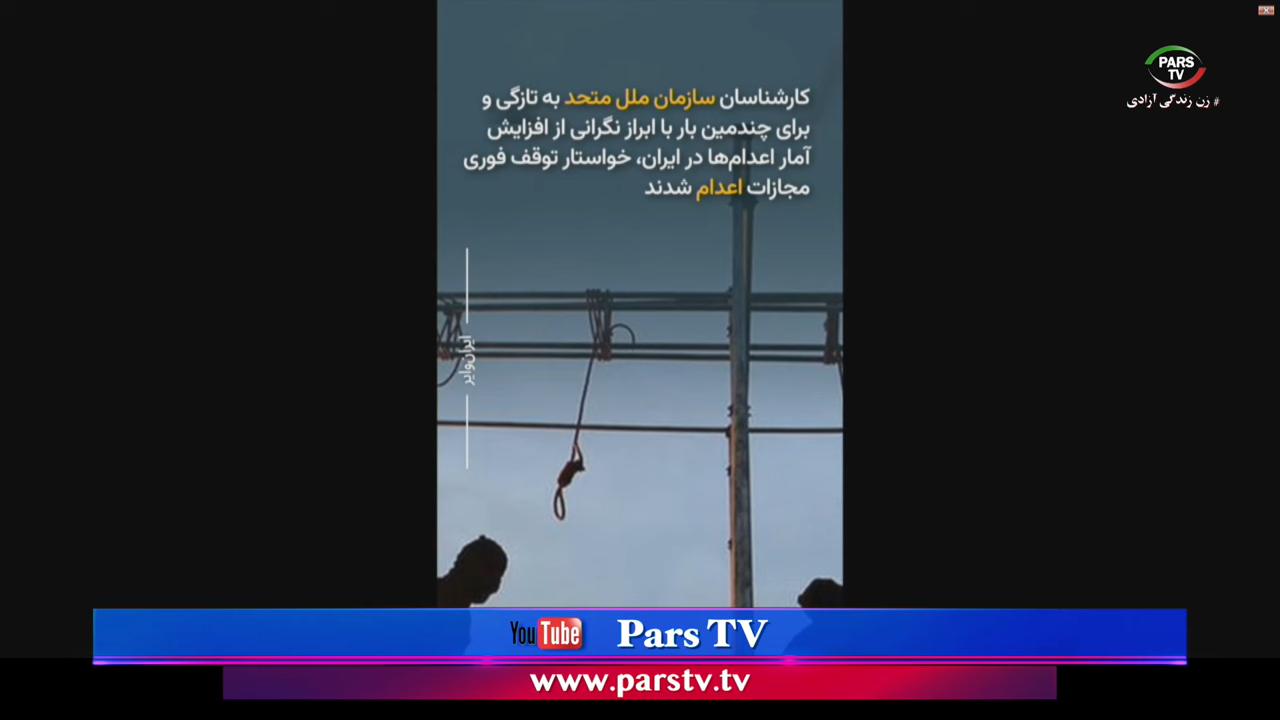 کارشناسان سازمان ملل متحد به تازگی و
برای چندمین بار با ابراز نگرانی از افزایش
آمار اعدام‌ها در ایران، خواستار توقف فوری
مجازات اعدام شدند
ایران‌وایر
PARS
TV
# زن زندگی آزادی
YouTube Pars TV
www.parstv.tv